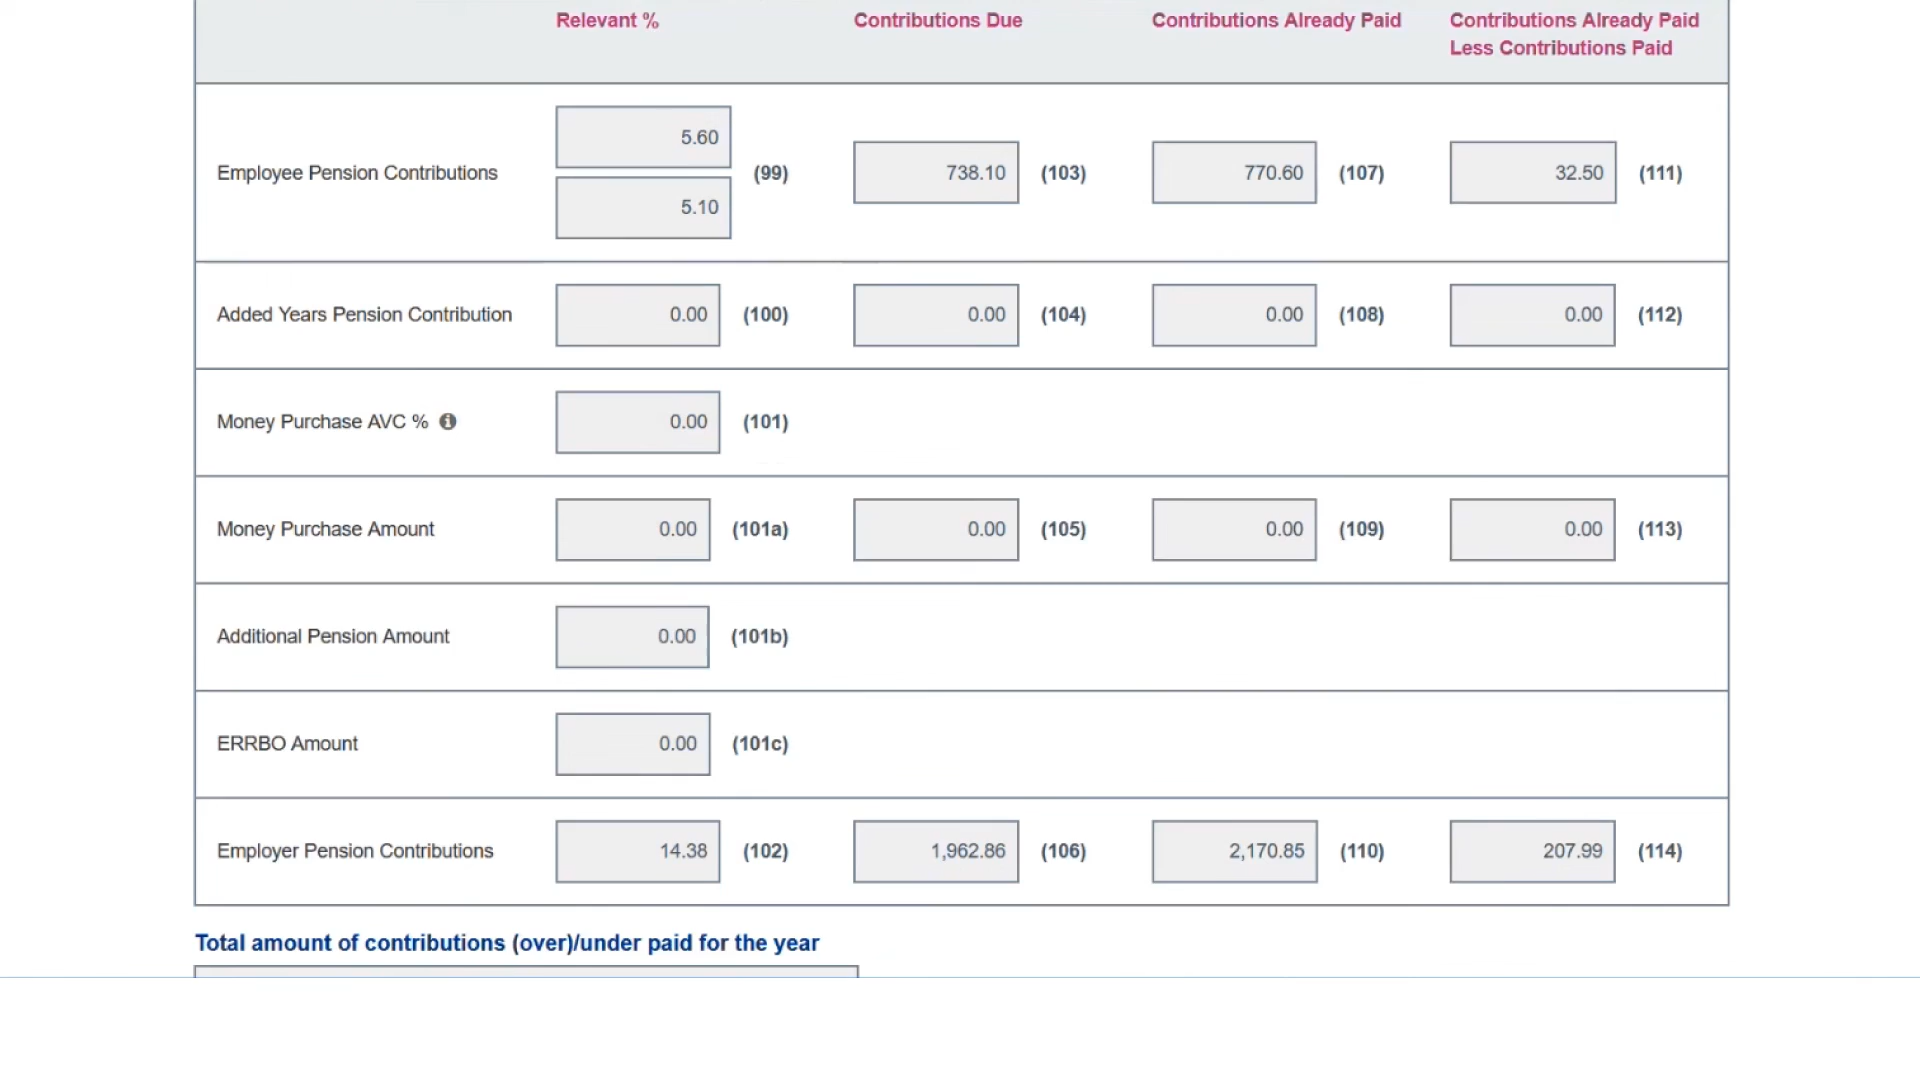 Relevant %
Contributions Due
Contributions Already Paid
Contributions Already Paid
Less Contributions Paid
Employee Pension Contributions
5.60
5.10
(99)
738.10
(103)
770.60
(107)
32.50
(111)
Added Years Pension Contribution
0.00
(100)
0.00
(104)
0.00
(108)
0.00
(112)
Money Purchase AVC %
0.00
(101)
Money Purchase Amount
0.00
(101a)
0.00
(105)
0.00
(109)
0.00
(113)
Additional Pension Amount
0.00
(101b)
ERRBO Amount
0.00
(101c)
Employer Pension Contributions
14.38
(102)
1,962.86
(106)
2,170.85
(110)
207.99
(114)
Total amount of contributions (over)/under paid for the year